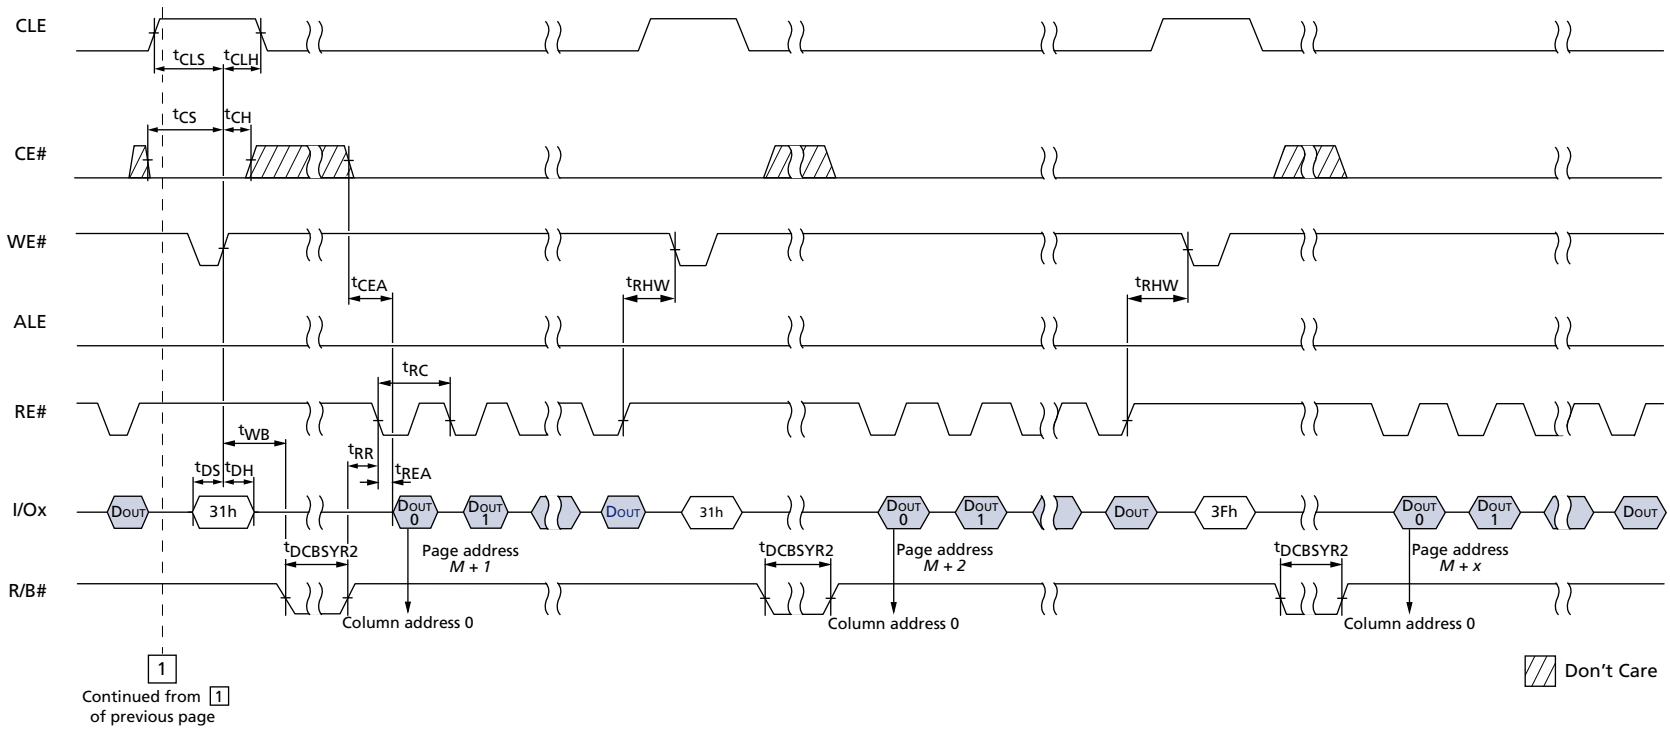 CLE
tCLS tCLH
tCS tCH
CE#
WE#
tCEA tRHW tRHW
ALE
tRC
RE#
tWB
tRR
tDS tDH tREA
I/Ox DOUT 31h DOUT 0 DOUT 1 DOUT 31h DOUT 0 DOUT 1 DOUT 3Fh DOUT 0 DOUT 1 DOUT
tDCBSYR2 Page address M + 1 tDCBSYR2 Page address M + 2 tDCBSYR2 Page address M + x
R/B#
Column address 0 Column address 0 Column address 0
1
Don't Care
Continued from 1
of previous page